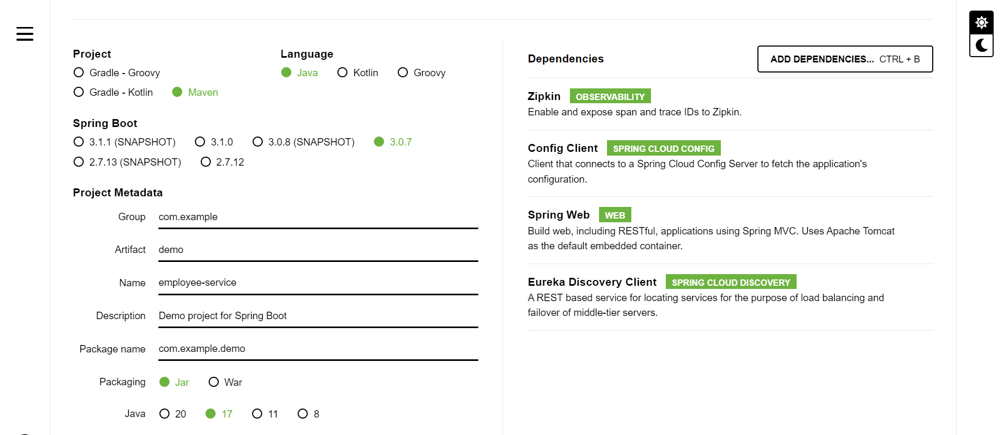 Project
Gradle - Groovy
Gradle - Kotlin Maven
Language
Java Kotlin Groovy
Spring Boot
3.1.1 (SNAPSHOT) 3.1.0 3.0.8 (SNAPSHOT) 3.0.7
2.7.13 (SNAPSHOT) 2.7.12
Project Metadata
Group com.example
Artifact demo
Name employee-service
Description Demo project for Spring Boot
Package name com.example.demo
Packaging Jar War
Java 20 17 11 8
Dependencies ADD DEPENDENCIES... CTRL + B
Zipkin OBSERVABILITY
Enable and expose span and trace IDs to Zipkin.
Config Client SPRING CLOUD CONFIG
Client that connects to a Spring Cloud Config Server to fetch the application's
configuration.
Spring Web WEB
Build web, including RESTful, applications using Spring MVC. Uses Apache Tomcat
as the default embedded container.
Eureka Discovery Client SPRING CLOUD DISCOVERY
A REST based service for locating services for the purpose of load balancing and
failover of middle-tier servers.